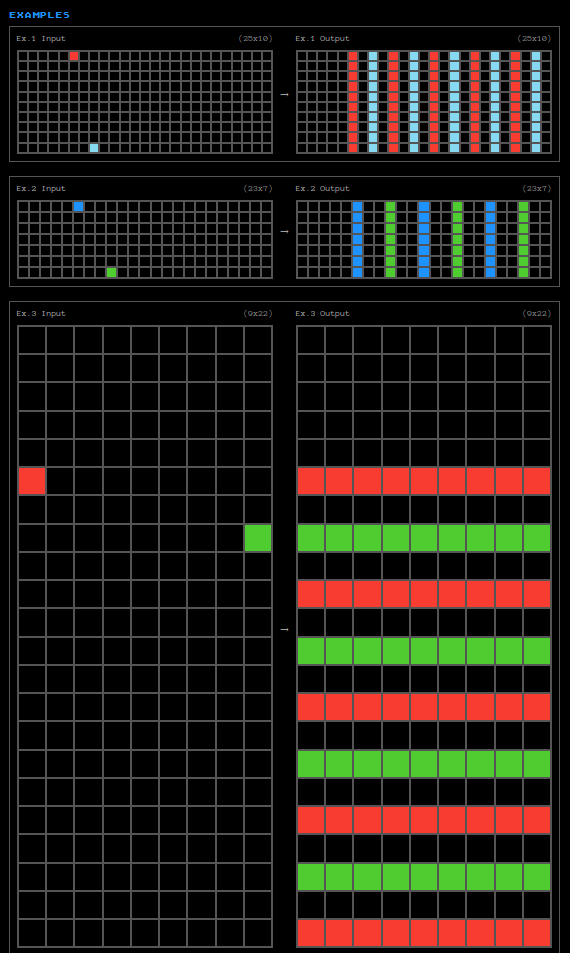 EXAMPLES
Ex.1 Input (25x10) Ex.1 Output (25x10)
→
Ex.2 Input (23x7) Ex.2 Output (23x7)
→
Ex.3 Input (9x22) Ex.3 Output (9x22)
→